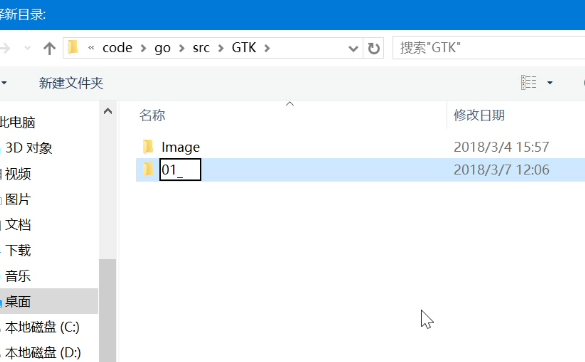 择新目录:
« code > go > src > GTK >
搜索"GTK"
新建文件夹
名称
修改日期
此电脑
3D 对象
视频
图片
文档
下载
音乐
桌面
本地磁盘 (C:)
本地磁盘 (D:)
Image
2018/3/4 15:57
01_
2018/3/7 12:06